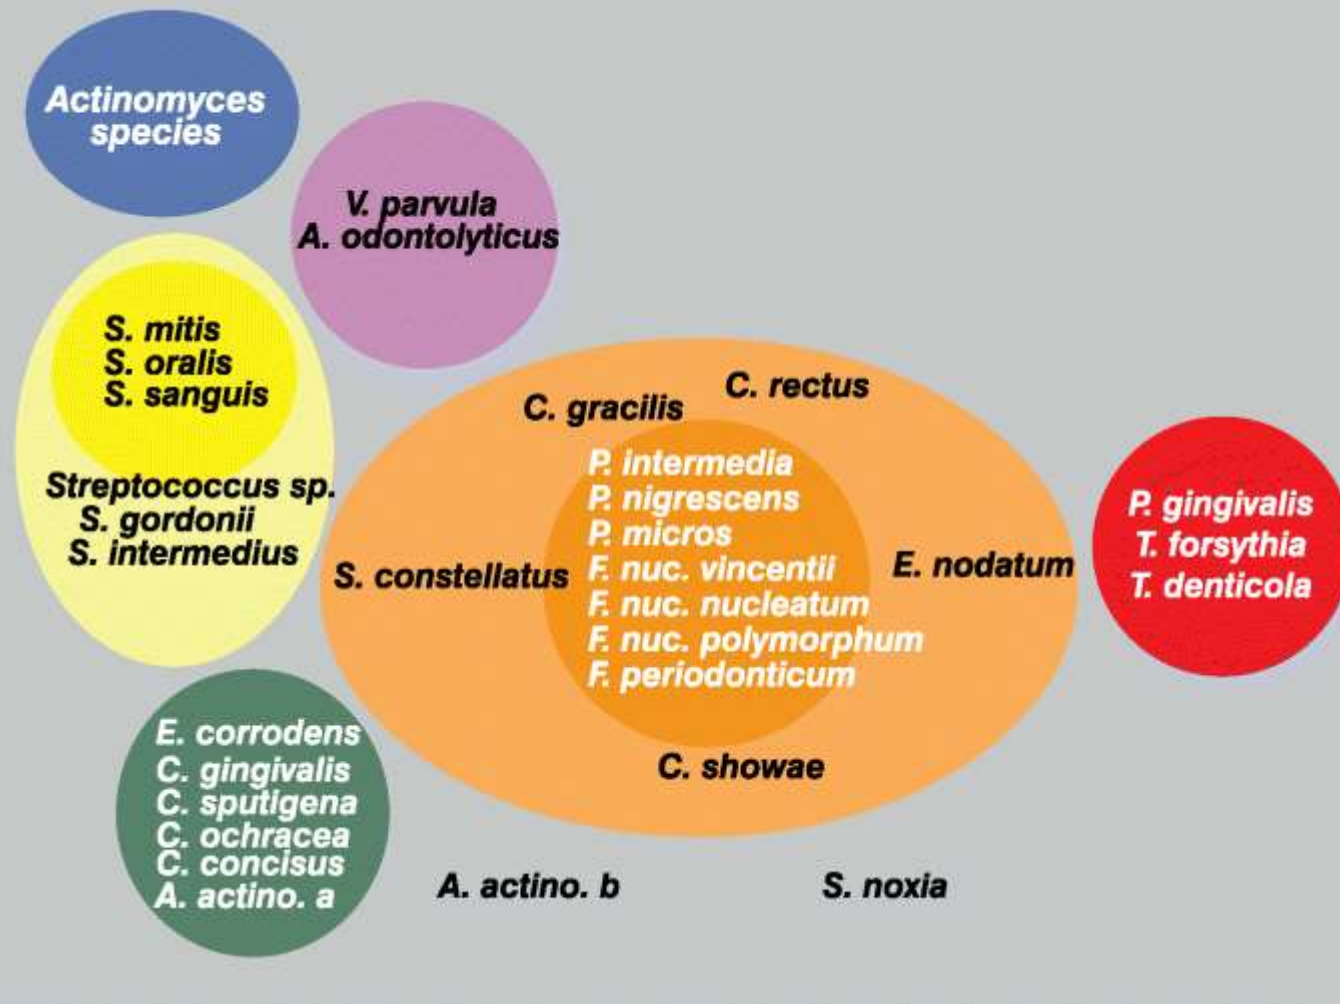 Actinomyces
species
V. parvula
A. odontolyticus
S. mitis
S. oralis
S. sanguis
Streptococcus sp.
S. gordonii
S. intermedius
C. gracilis
C. rectus
P. intermedia
P. nigrescens
P. micros
F. nuc. vincentii
F. nuc. nucleatum
F. nuc. polymorphum
F. periodonticum
S. constellatus
E. nodatum
C. showae
P. gingivalis
T. forsythia
T. denticola
E. corrodens
C. gingivalis
C. sputigena
C. ochracea
C. concisus
A. actino. a
A. actino. b
S. noxia